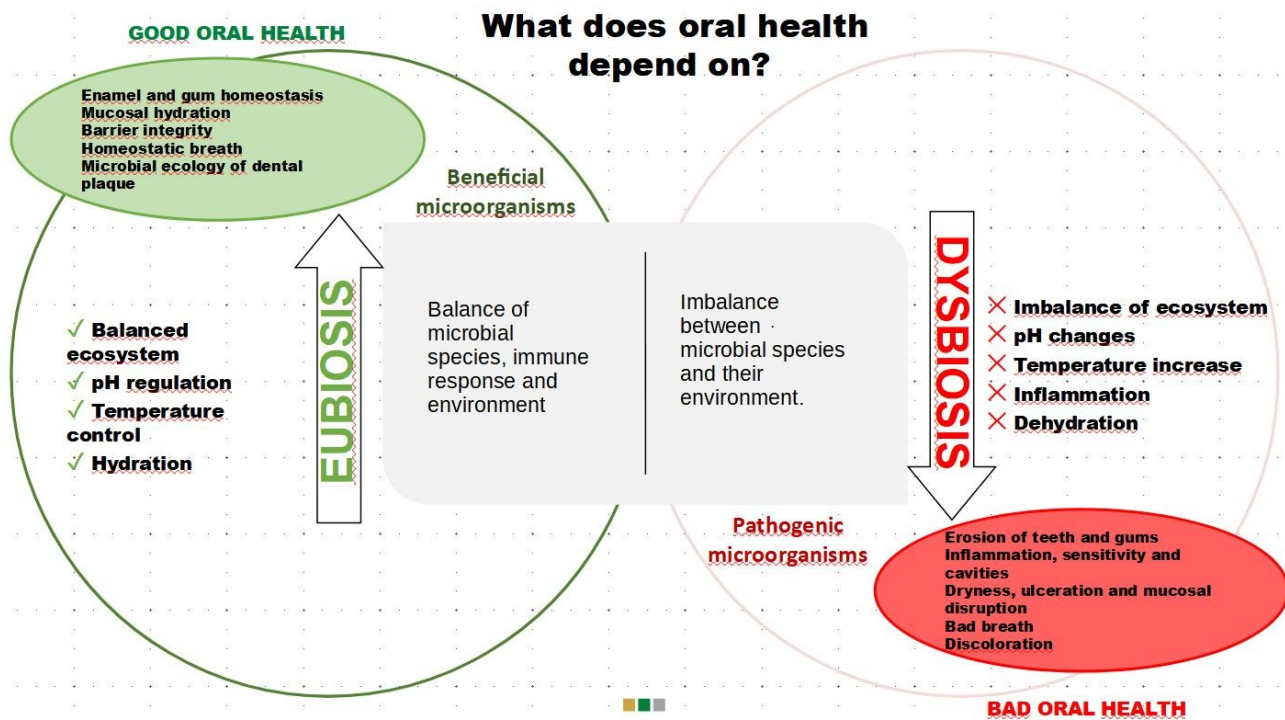 What does oral health
depend on?
GOOD ORAL HEALTH
Enamel and gum homeostasis
Mucosal hydration
Barrier integrity
Homeostatic breath
Microbial ecology of dental
plaque
Beneficial
microorganisms
✓ Balanced
ecosystem
✓ pH regulation
✓ Temperature
control
✓ Hydration
EUBIOSIS
Balance of
microbial
species, immune
response and
environment
Imbalance
between
microbial species
and their
environment.
DYSBIOSIS
× Imbalance of ecosystem
× pH changes
× Temperature increase
× Inflammation
× Dehydration
Pathogenic
microorganisms
Erosion of teeth and gums
Inflammation, sensitivity and
cavities
Dryness, ulceration and mucosal
disruption
Bad breath
Discoloration
BAD ORAL HEALTH